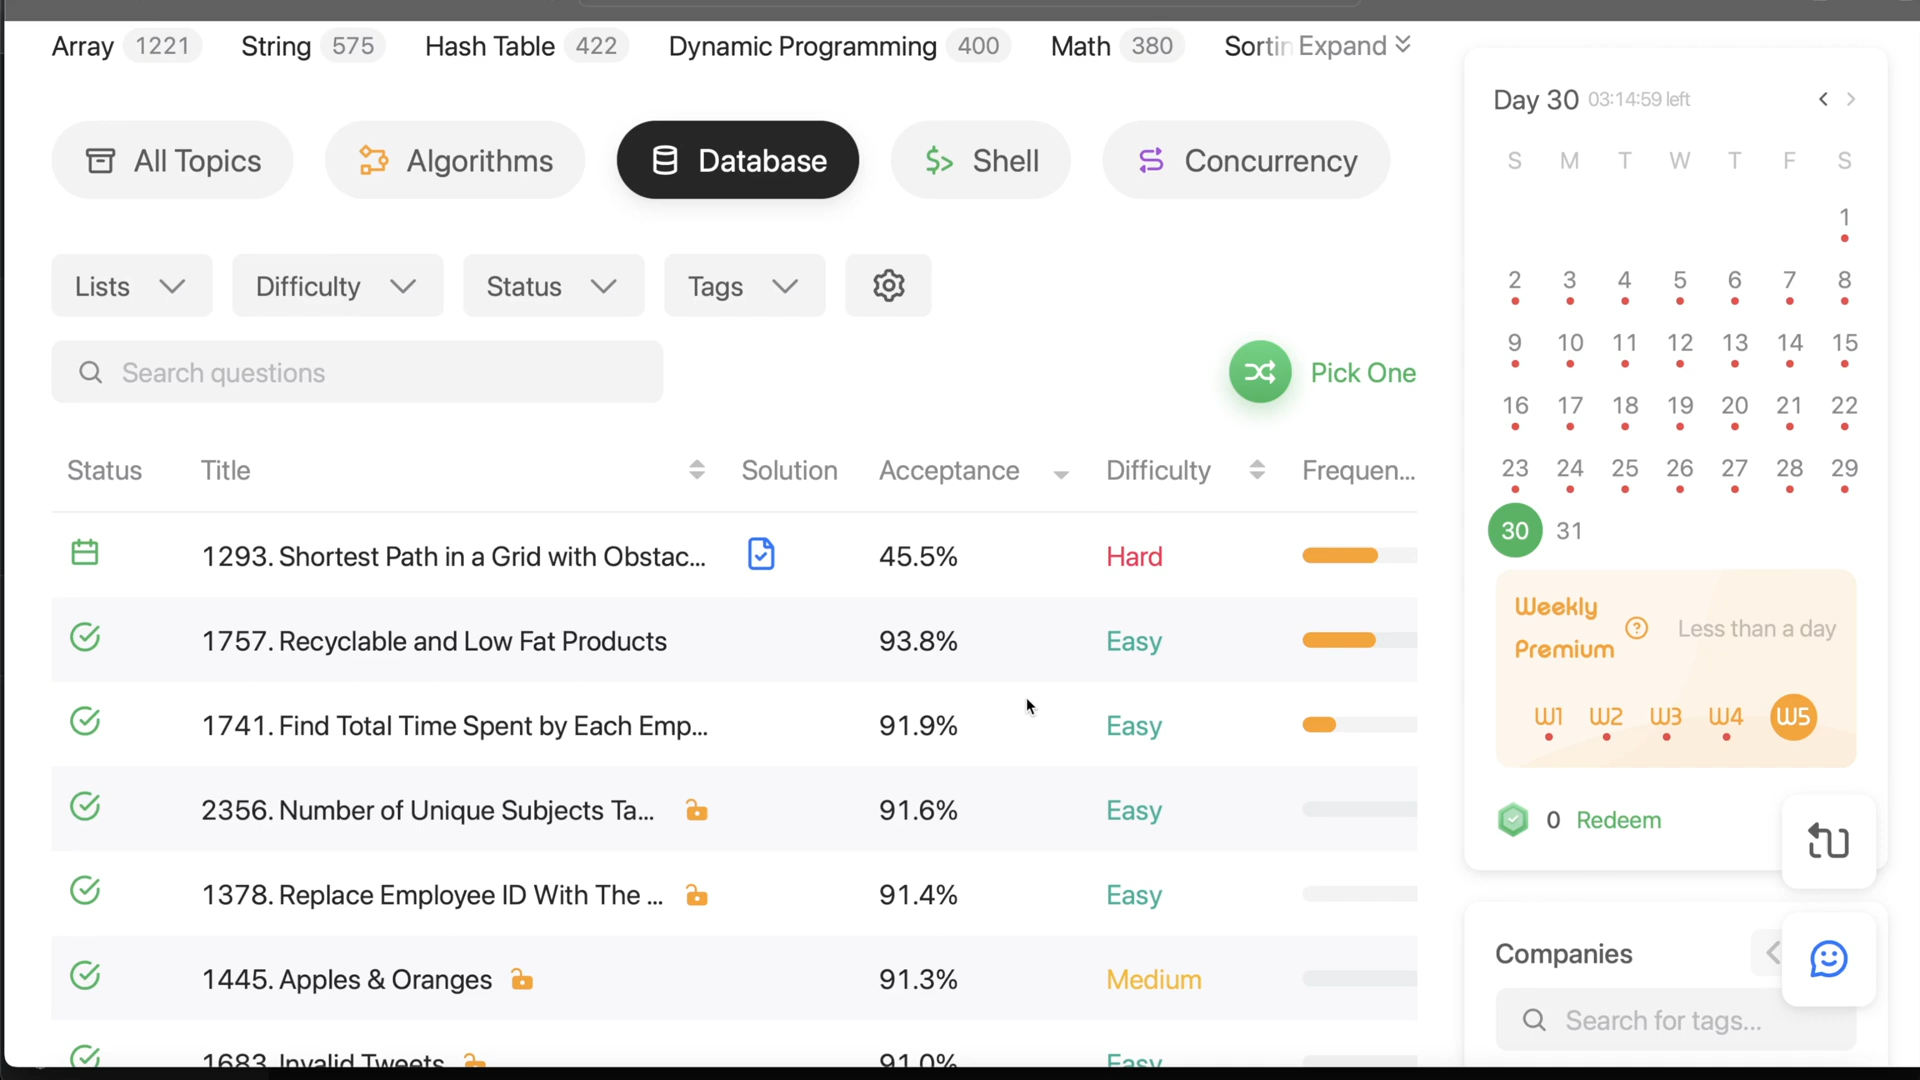 Array 1221 String 575 Hash Table 422 Dynamic Programming 400 Math 380 Sortin Expand
All Topics Algorithms Database Shell Concurrency
Lists Difficulty Status Tags
Search questions Pick One
Status Title Solution Acceptance Difficulty Frequen...
1293. Shortest Path in a Grid with Obstac... 45.5% Hard
1757. Recyclable and Low Fat Products 93.8% Easy
1741. Find Total Time Spent by Each Emp... 91.9% Easy
2356. Number of Unique Subjects Ta... 91.6% Easy
1378. Replace Employee ID With The ... 91.4% Easy
1445. Apples & Oranges 91.3% Medium
1683. Invalid Tweets 91.0% Easy
Day 30 03:14:59 left
S M T W T F S
1
2 3 4 5 6 7 8
9 10 11 12 13 14 15
16 17 18 19 20 21 22
23 24 25 26 27 28 29
30 31
Weekly
Premium ? Less than a day
W1 W2 W3 W4 W5
0 Redeem
Companies
Search for tags...